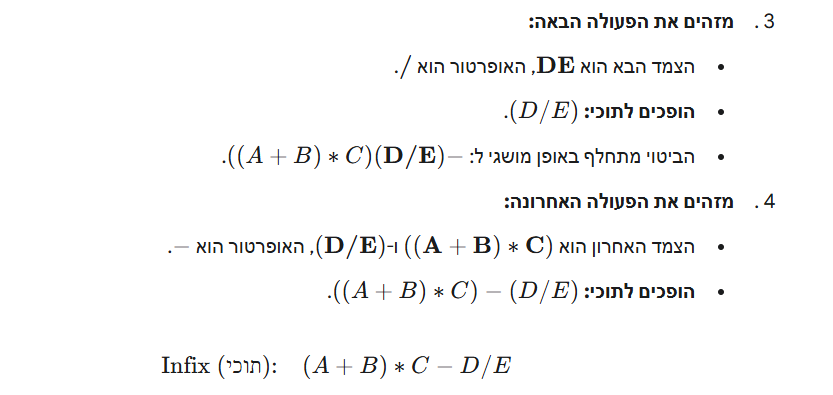 3. מזהים את הפעולה הבאה:
• הצמד הבא הוא DE, האופרטור הוא /.
• הופכים לתוכי: (D/E).
• הביטוי מתחלף באופן מושגי ל: ((A + B) ∗ C)(D/E)−.
4. מזהים את הפעולה האחרונה:
• הצמד האחרון הוא ((A + B) ∗ C) ו-(D/E), האופרטור הוא −.
• הופכים לתוכי: ((A + B) ∗ C) − (D/E).
Infix (תוכי): (A + B) ∗ C − D/E